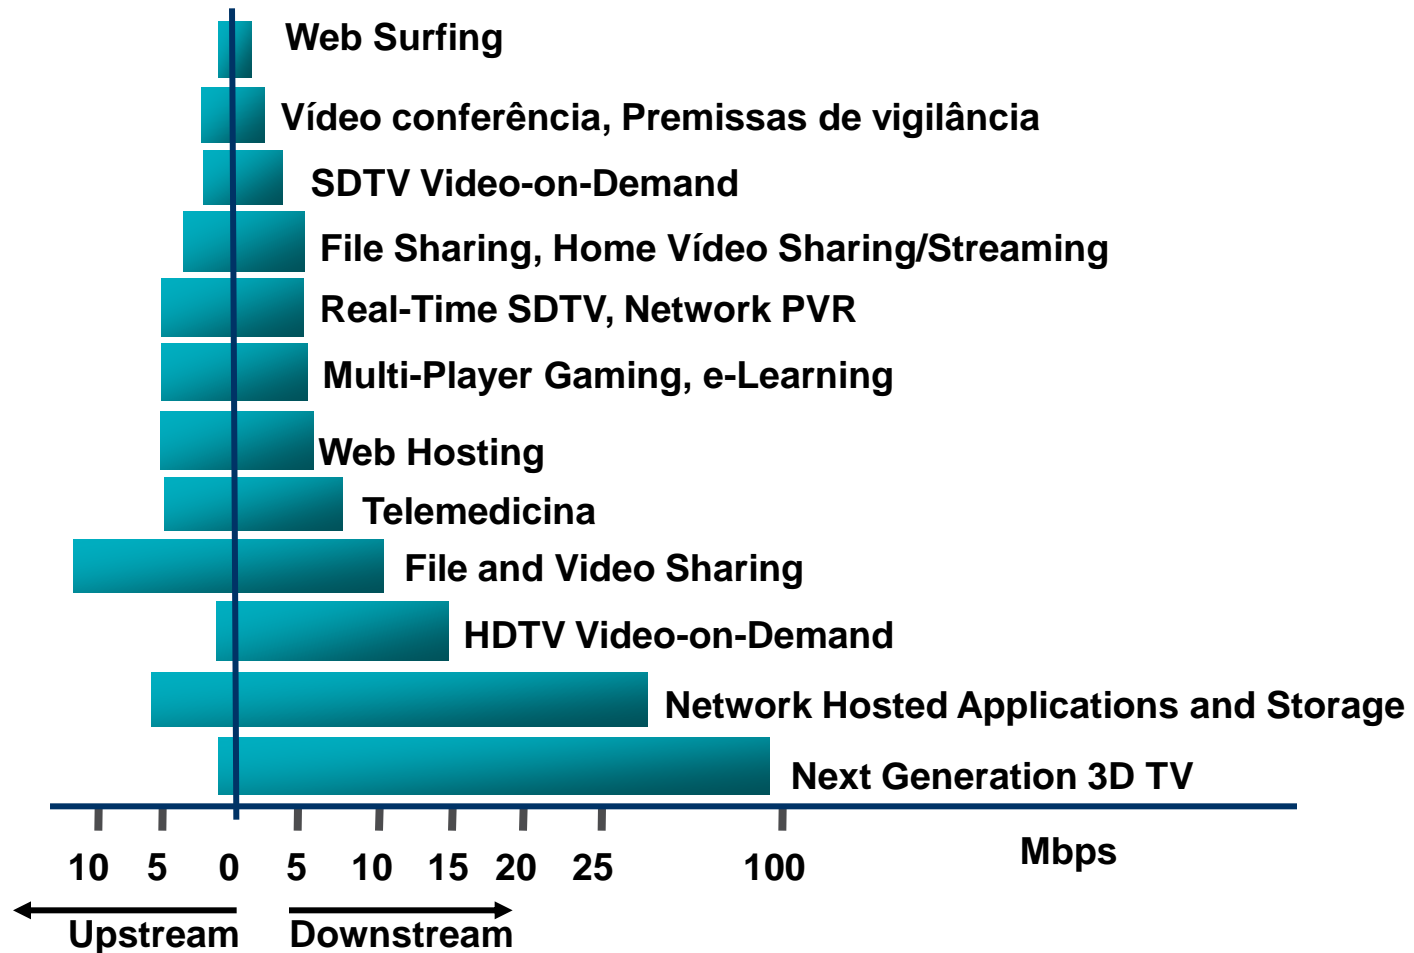 Web Surfing
Vídeo conferência, Premissas de vigilância
SDTV Video-on-Demand
File Sharing, Home Vídeo Sharing/Streaming
Real-Time SDTV, Network PVR
Multi-Player Gaming, e-Learning
Web Hosting
Telemedicina
File and Video Sharing
HDTV Video-on-Demand
Network Hosted Applications and Storage
Next Generation 3D TV
10 5 0 5 10 15 20 25 100 Mbps
Upstream Downstream